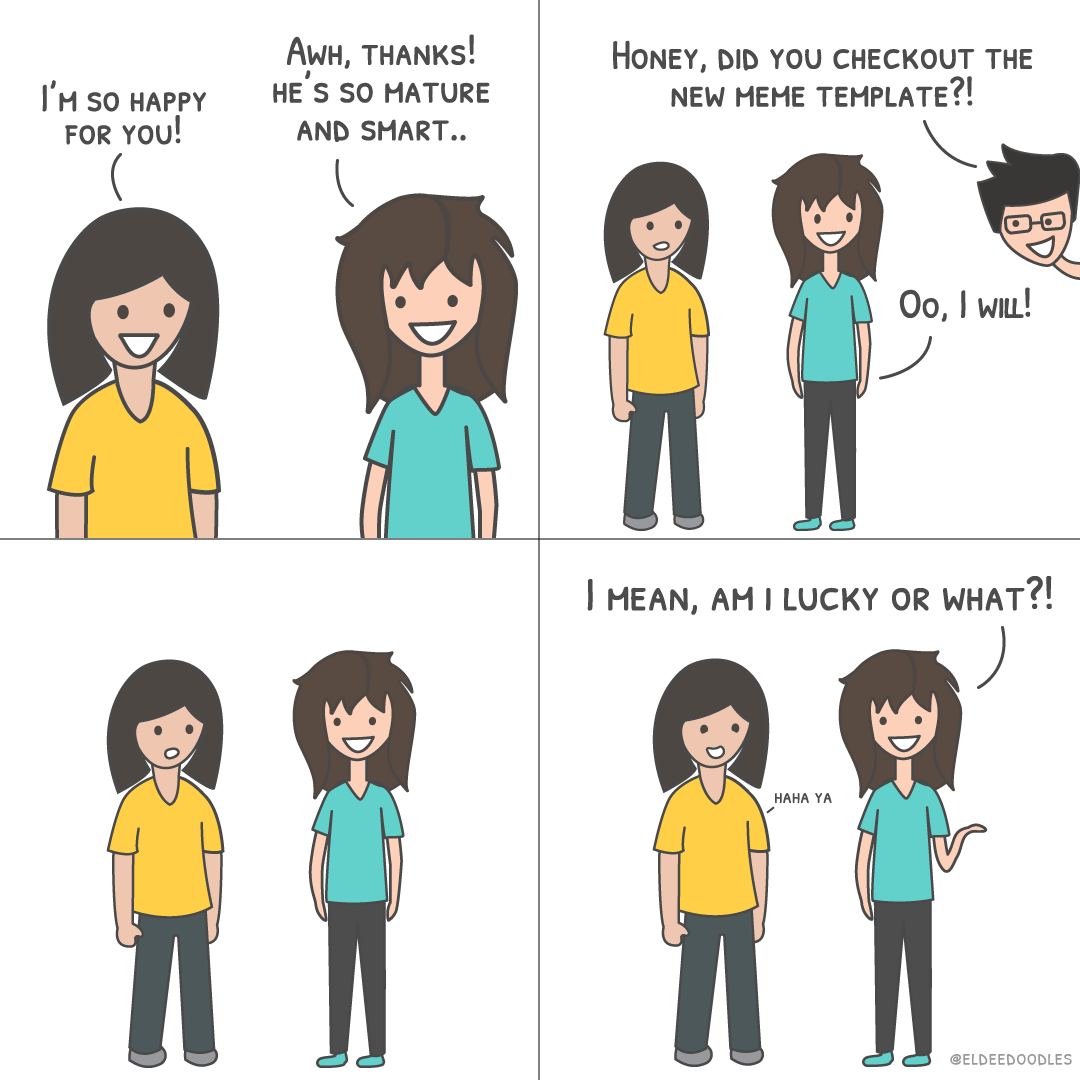 I'm so happy
for you!
Awh, thanks!
he's so mature
and smart..
Honey, did you checkout the
new meme template?!
Oo, I will!
I mean, am I lucky or what?!
haha ya
@eldeedoodles